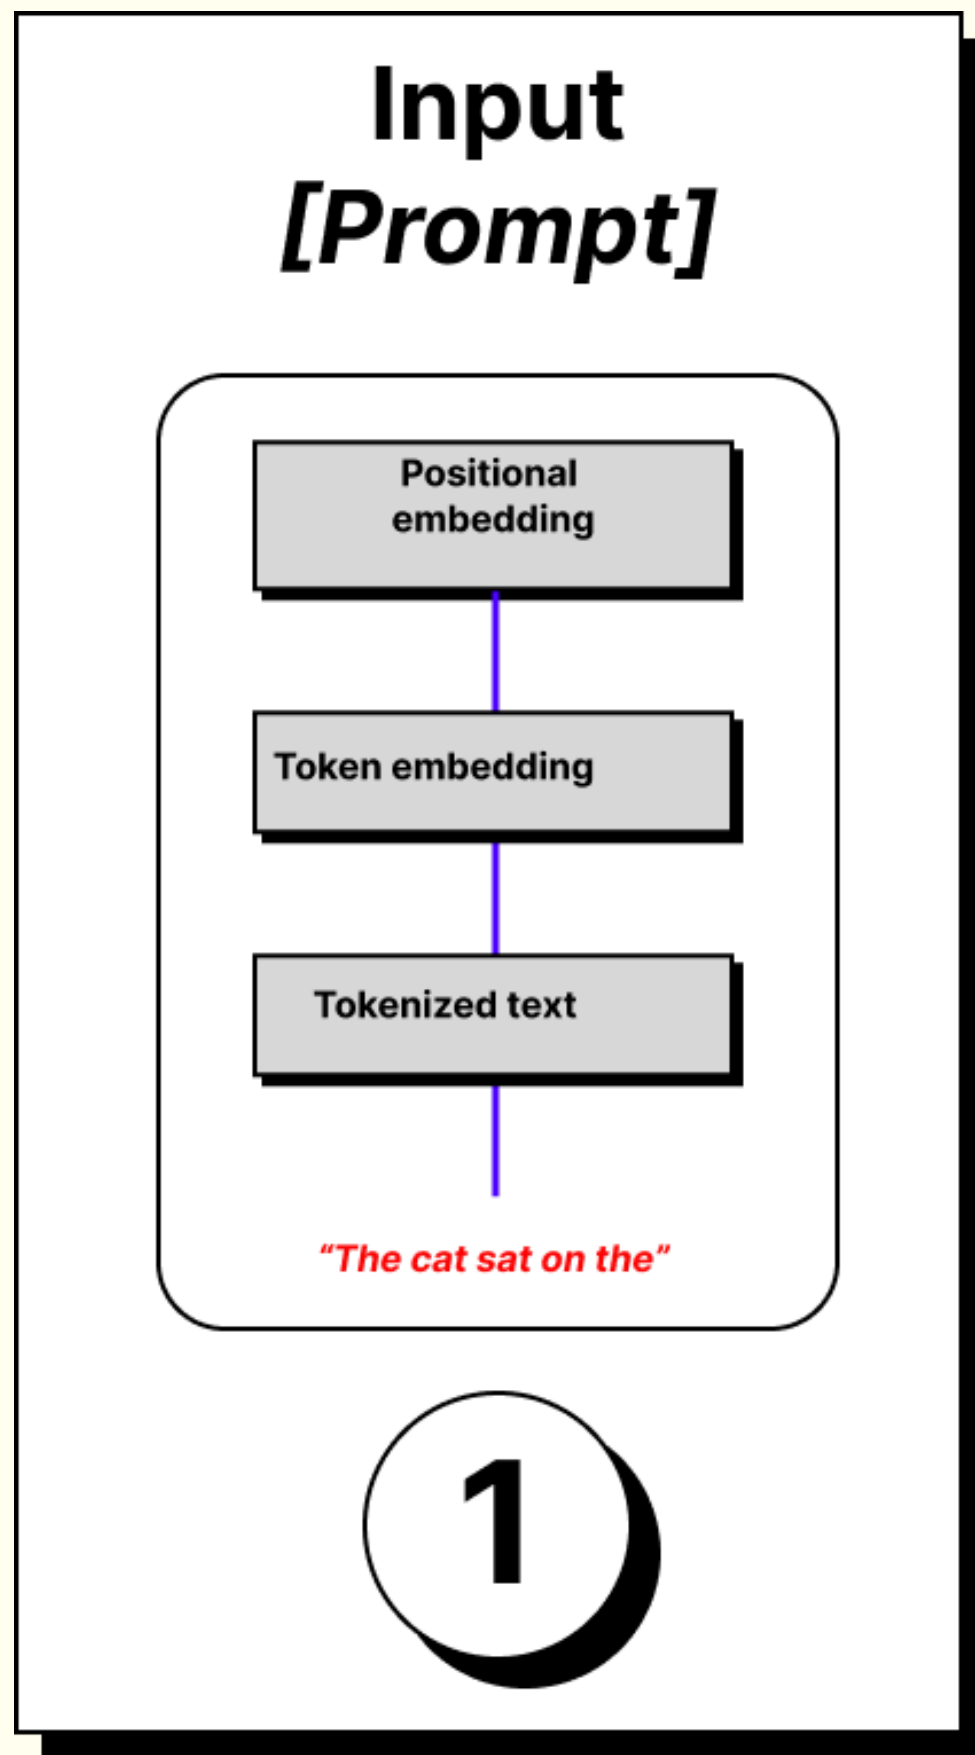 Input
[Prompt]
Positional
embedding
Token embedding
Tokenized text
“The cat sat on the”
1